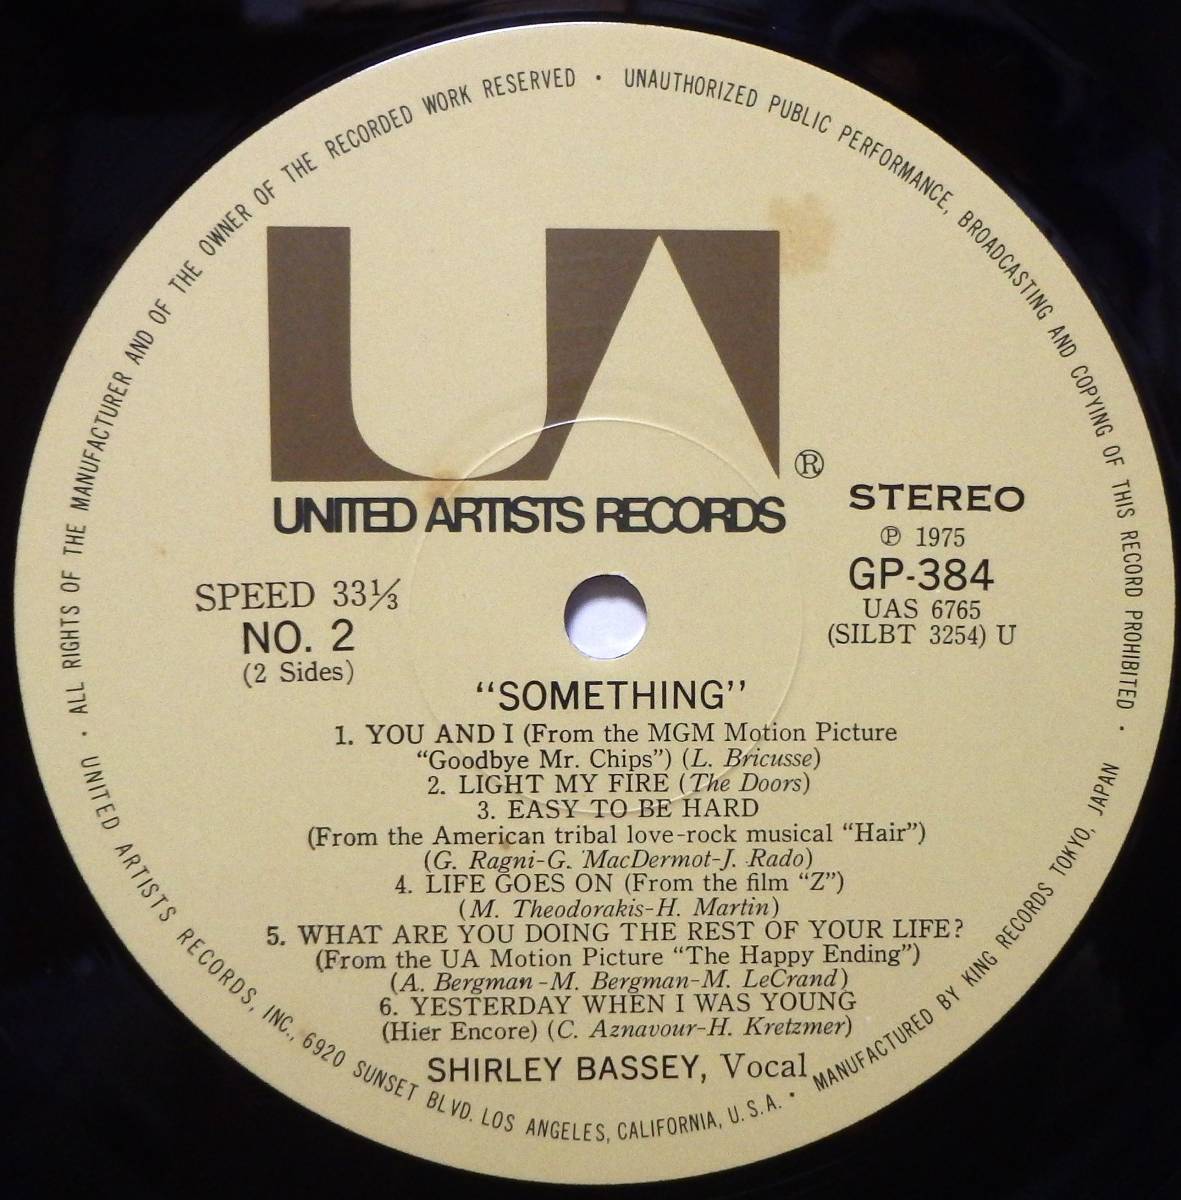 · ALL RIGHTS OF THE MANUFACTURER AND OF THE OWNER OF THE RECORDED WORK RESERVED · UNAUTHORIZED PUBLIC PERFORMANCE, BROADCASTING AND COPYING OF THIS RECORD PROHIBITED ·
UA ®
UNITED ARTISTS RECORDS
STEREO
℗ 1975
GP-384
UAS 6765
(SILBT 3254) U
SPEED 33⅓
NO. 2
(2 Sides)
“SOMETHING”
1. YOU AND I (From the MGM Motion Picture
“Goodbye Mr. Chips”) (L. Bricusse)
2. LIGHT MY FIRE (The Doors)
3. EASY TO BE HARD
(From the American tribal love-rock musical “Hair”)
(G. Ragni-G. MacDermot-J. Rado)
4. LIFE GOES ON (From the film “Z”)
(M. Theodorakis-H. Martin)
5. WHAT ARE YOU DOING THE REST OF YOUR LIFE?
(From the UA Motion Picture “The Happy Ending”)
(A. Bergman-M. Bergman-M. LeCrand)
6. YESTERDAY WHEN I WAS YOUNG
(Hier Encore) (C. Aznavour-H. Kretzmer)
SHIRLEY BASSEY, Vocal
UNITED ARTISTS RECORDS, INC., 6920 SUNSET BLVD. LOS ANGELES, CALIFORNIA, U.S.A. · MANUFACTURED BY KING RECORDS TOKYO, JAPAN